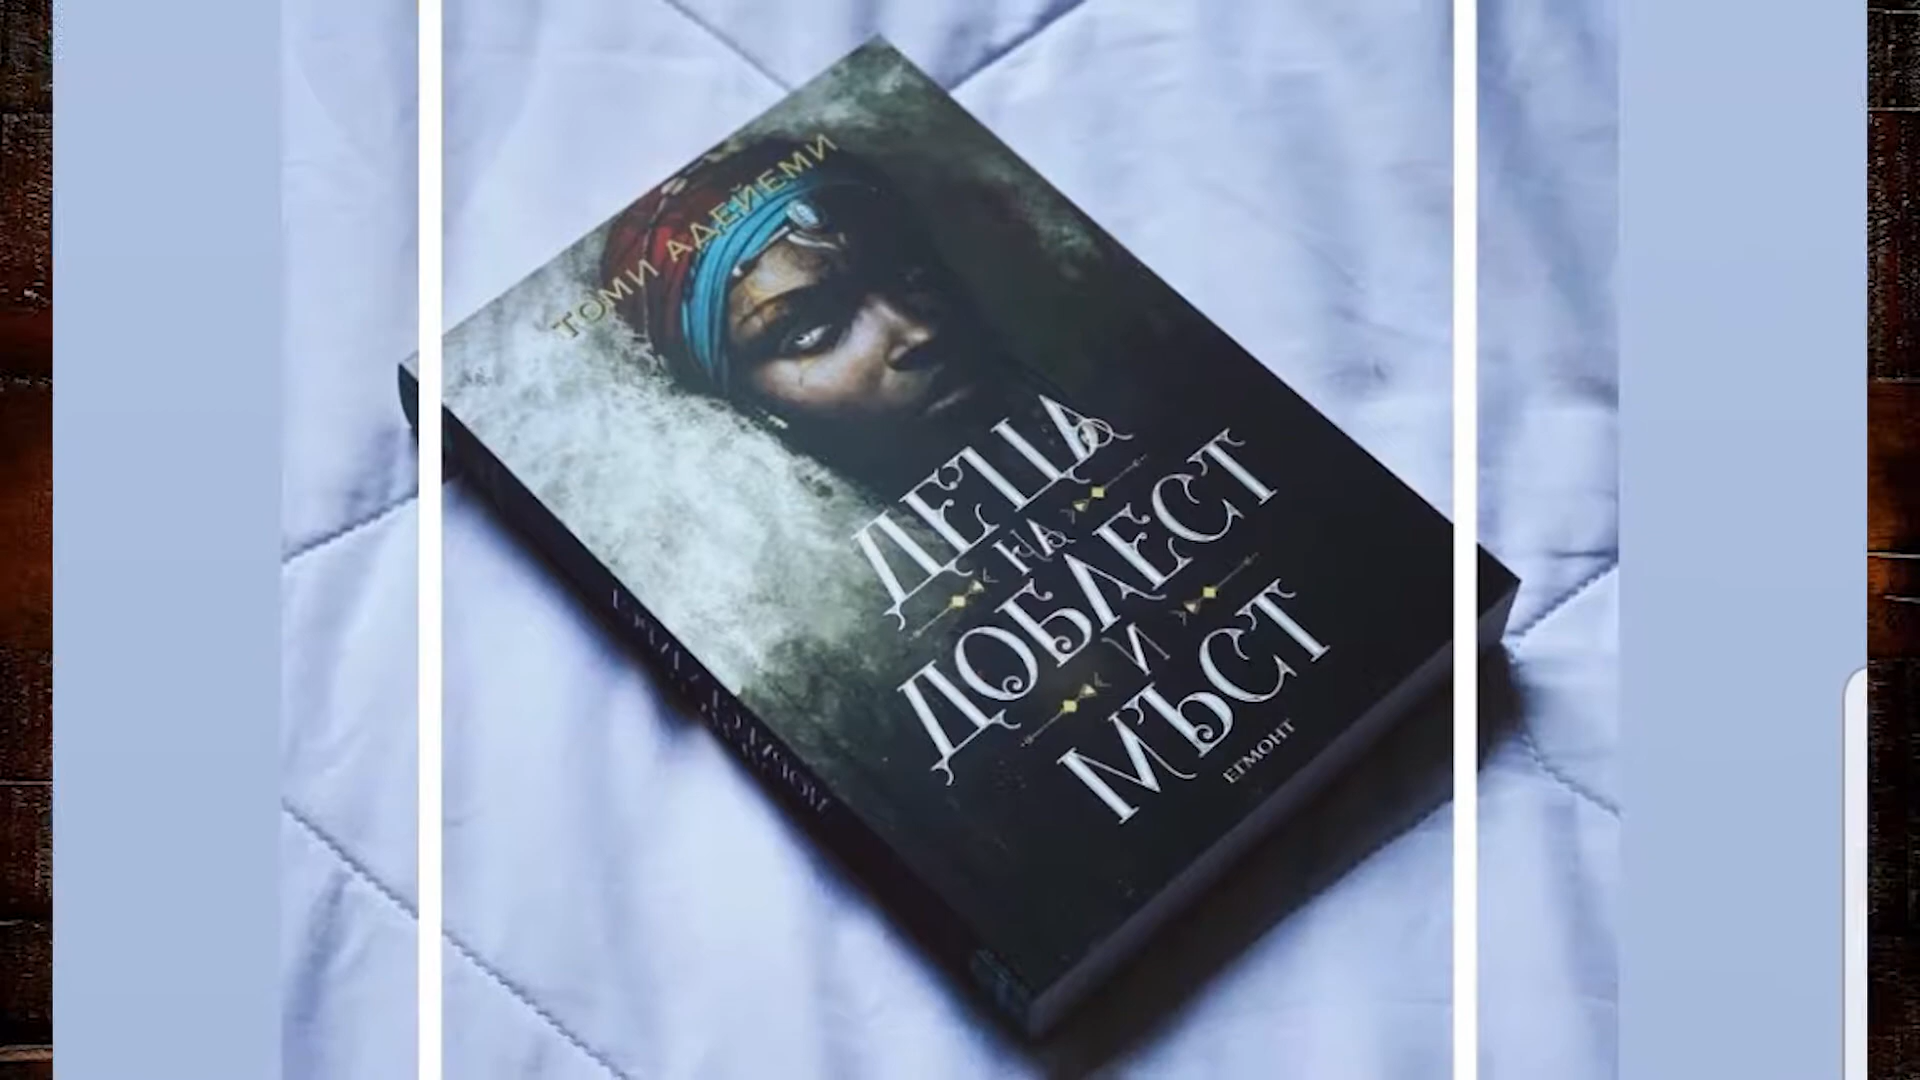 ТОМИ АДЕЙЕМИ
ДЕЦА
НА
ДОБЛЕСТ
И
МЪСТ
ЕГМОНТ